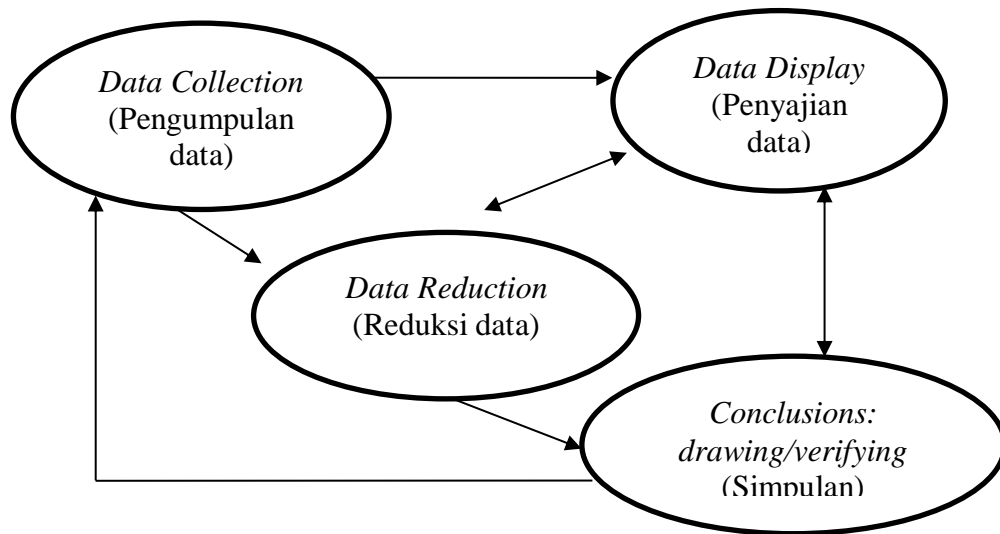 Data Collection
(Pengumpulan
data)
Data Display
(Penyajian
data)
Data Reduction
(Reduksi data)
Conclusions:
drawing/verifying
(Simpulan)